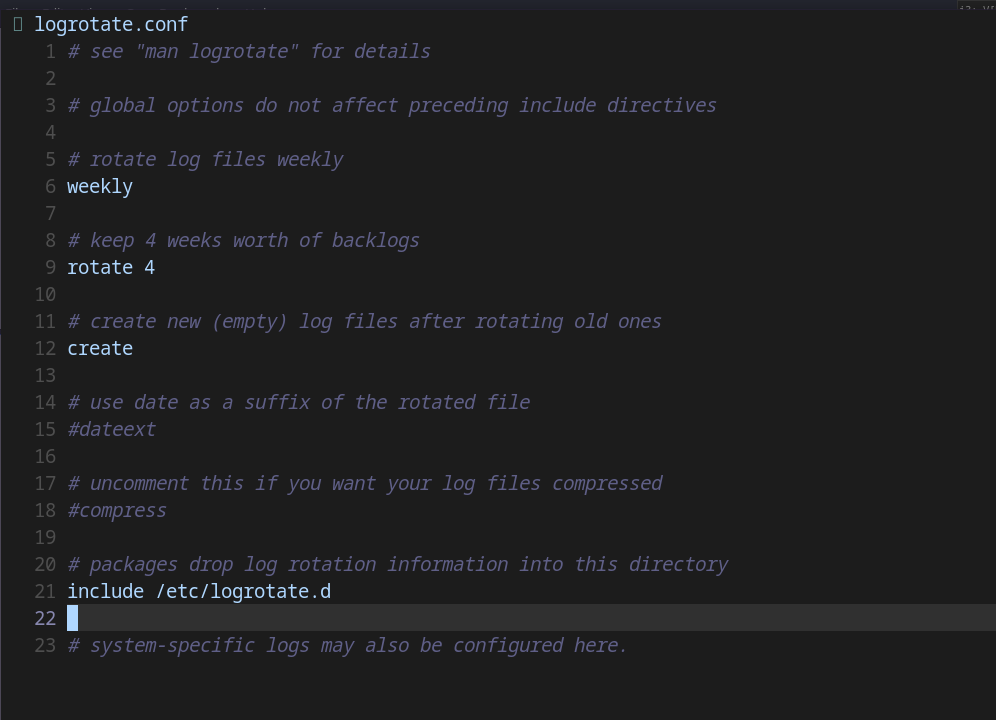 logrotate.conf
1 # see "man logrotate" for details
2
3 # global options do not affect preceding include directives
4
5 # rotate log files weekly
6 weekly
7
8 # keep 4 weeks worth of backlogs
9 rotate 4
10
11 # create new (empty) log files after rotating old ones
12 create
13
14 # use date as a suffix of the rotated file
15 #dateext
16
17 # uncomment this if you want your log files compressed
18 #compress
19
20 # packages drop log rotation information into this directory
21 include /etc/logrotate.d
22
23 # system-specific logs may also be configured here.